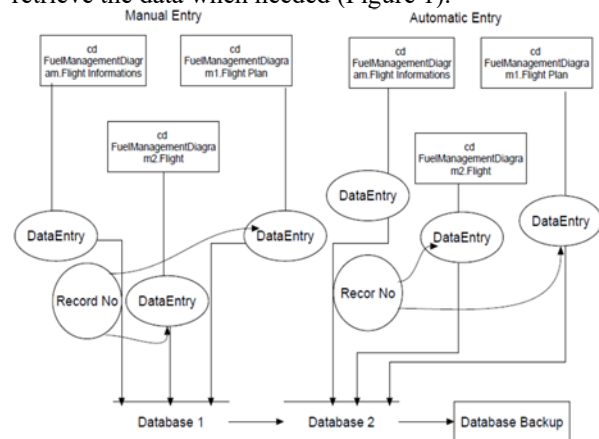 retrieve the data when needed (Figure 1).
Manual Entry
Automatic Entry
cd
FuelManagementDiagr
am.Flight Informations
cd
FuelManagementDiagra
m1.Flight Plan
cd
FuelManagementDiagra
m2.Flight
cd
FuelManagementDiagr
am.Flight Informations
cd
FuelManagementDiagra
m1.Flight Plan
cd
FuelManagementDiagra
m2.Flight
DataEntry
DataEntry
Record No
DataEntry
DataEntry
DataEntry
DataEntry
Recor No
Database 1
Database 2
Database Backup